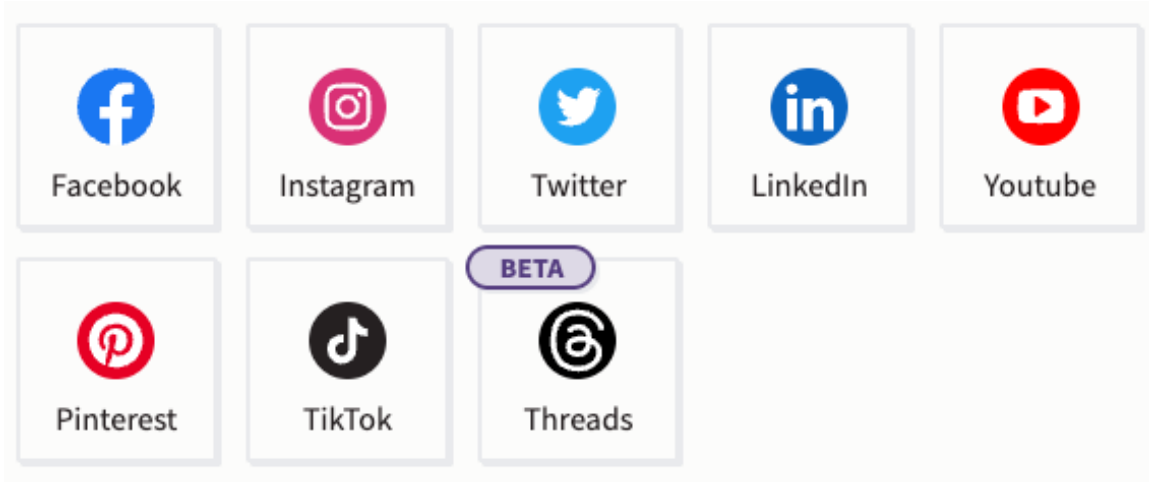 Facebook
Instagram
Twitter
LinkedIn
Youtube
BETA
Pinterest
TikTok
Threads